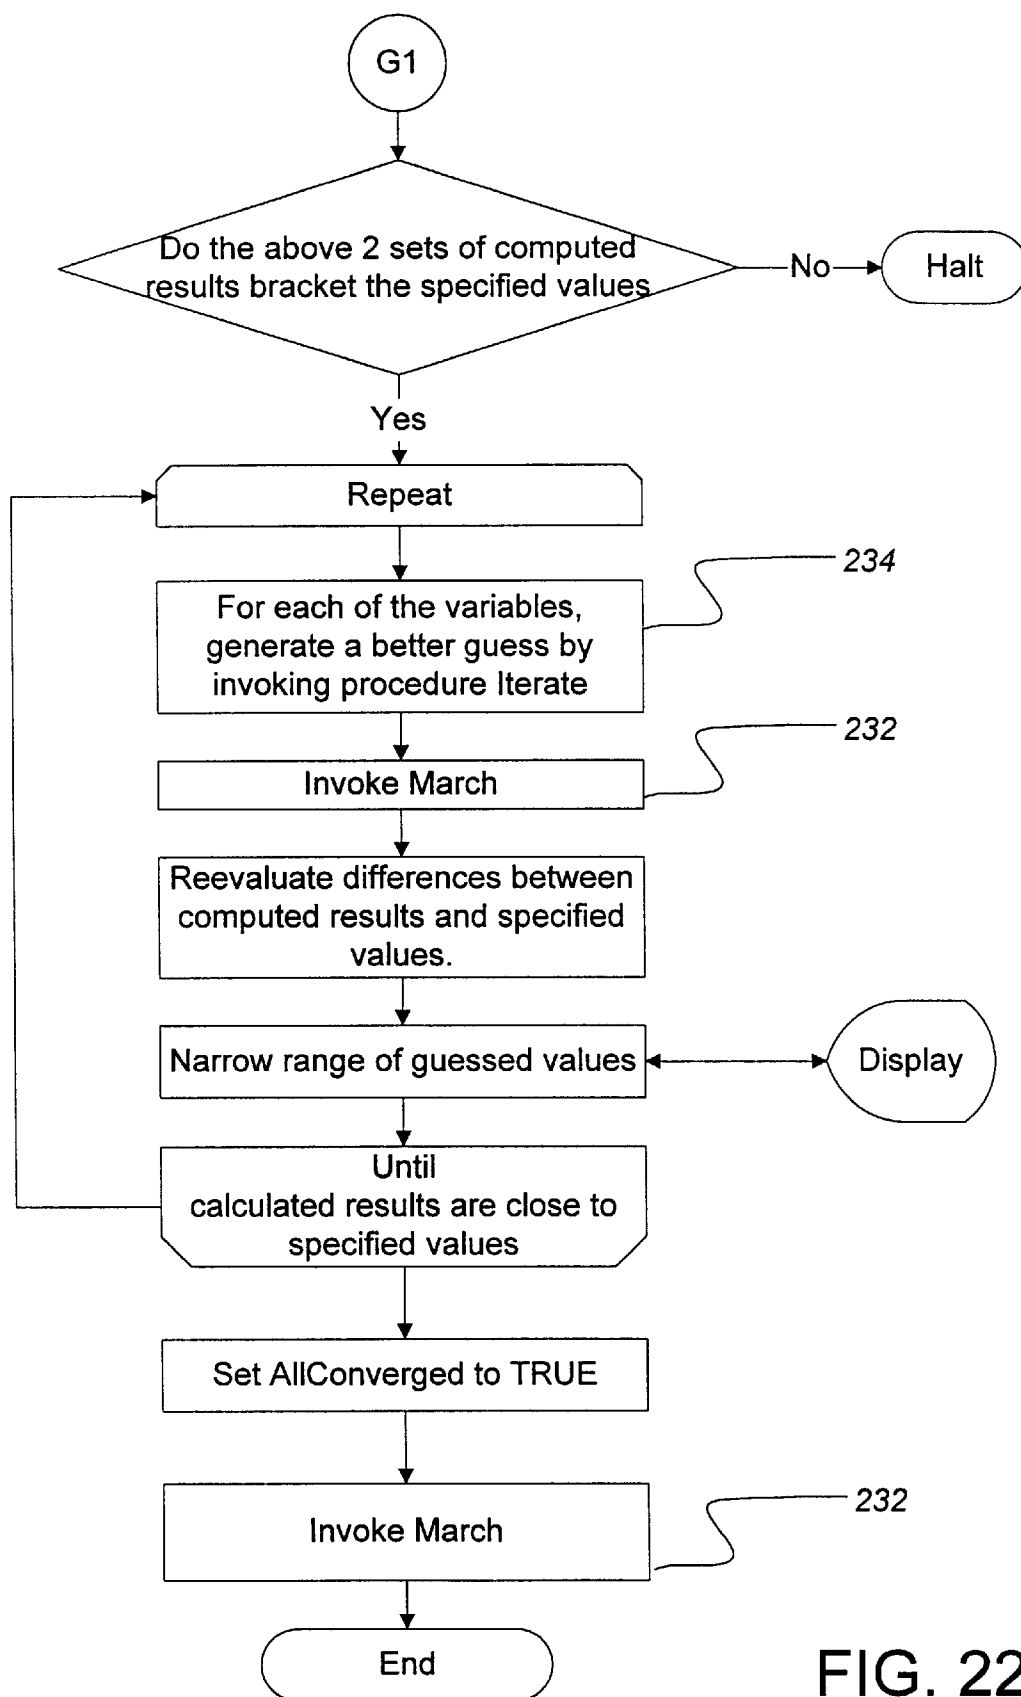 G1
Do the above 2 sets of computed
results bracket the specified values
No
Halt
Yes
Repeat
For each of the variables,
generate a better guess by
invoking procedure Iterate
234
Invoke March
232
Reevaluate differences between
computed results and specified
values.
Narrow range of guessed values
Display
Until
calculated results are close to
specified values
Set AllConverged to TRUE
Invoke March
232
End
FIG. 22